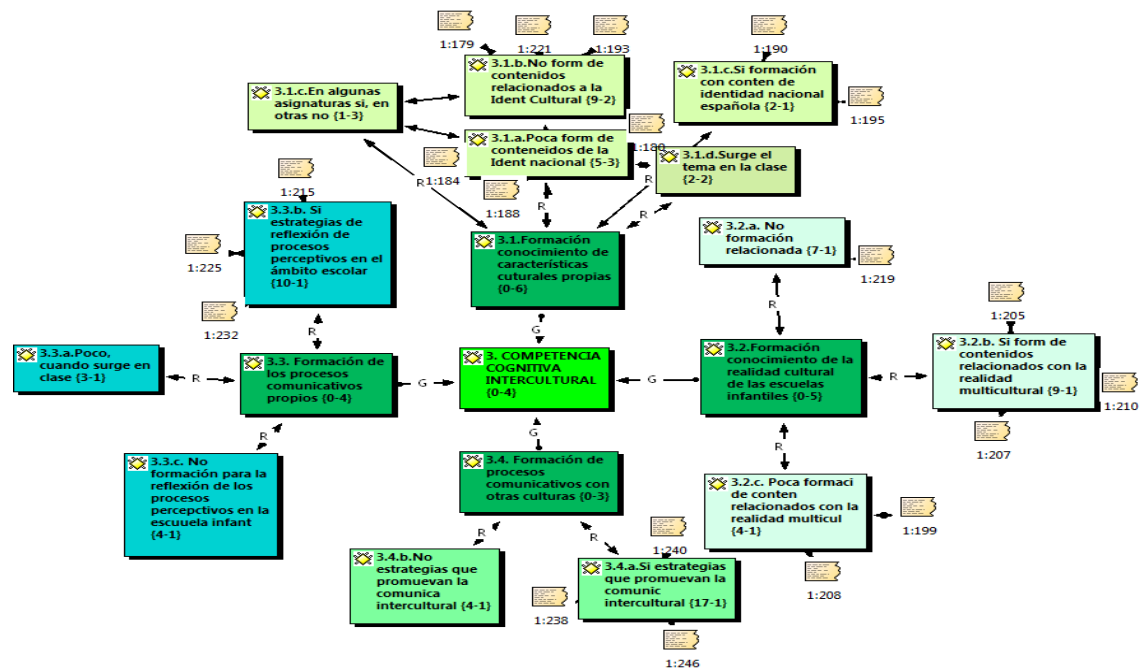 1:179
1:221
1:193
1:190
3.1.b.No form de
contenidos
relacionados a la
Ident Cultural {9-2}
3.1.c.Si formación
con conten de
identidad nacional
española {2-1}
3.1.c.En algunas
asignaturas si, en
otras no {1-3}
1:195
3.1.a.Poca form de
conteneidos de la
Ident nacional {5-3}
1:180
3.1.d.Surge el
tema en la clase
{2-2}
1:184
1:188
R
R
R
R
1:215
3.3.b. Si
estrategias de
reflexión de
procesos
perceptivos en el
ámbito escolar
{10-1}
1:225
1:232
3.1.Formación
conocimiento de
características
cuturales propias
{0-6}
3.2.a. No
formación
relacionada {7-1}
1:219
R
R
G
1:205
3.3.a.Poco,
cuando surge en
clase {3-1}
R
3.3. Formación de
los procesos
comunicativos
propios {0-4}
G
3. COMPETENCIA
COGNITIVA
INTERCULTURAL
{0-4}
G
3.2.Formación
conocimiento de la
realidad cultural
de las escuelas
infantiles {0-5}
R
3.2.b. Si form de
contenidos
relacionados con la
realidad
multicultural {9-1}
1:210
1:207
R
G
R
3.3.c. No
formación para la
reflexión de los
procesos
percepctivos en la
escuuela infant
{4-1}
3.4. Formación de
procesos
comunicativos con
otras culturas {0-3}
3.2.c. Poca formaci
de conten
relacionados con la
realidad multicul
{4-1}
1:199
1:208
R
R
3.4.b.No
estrategias que
promuevan la
comunica
intercultural {4-1}
1:240
3.4.a.Si estrategias
que promuevan la
comunic
intercultural {17-1}
1:238
1:246